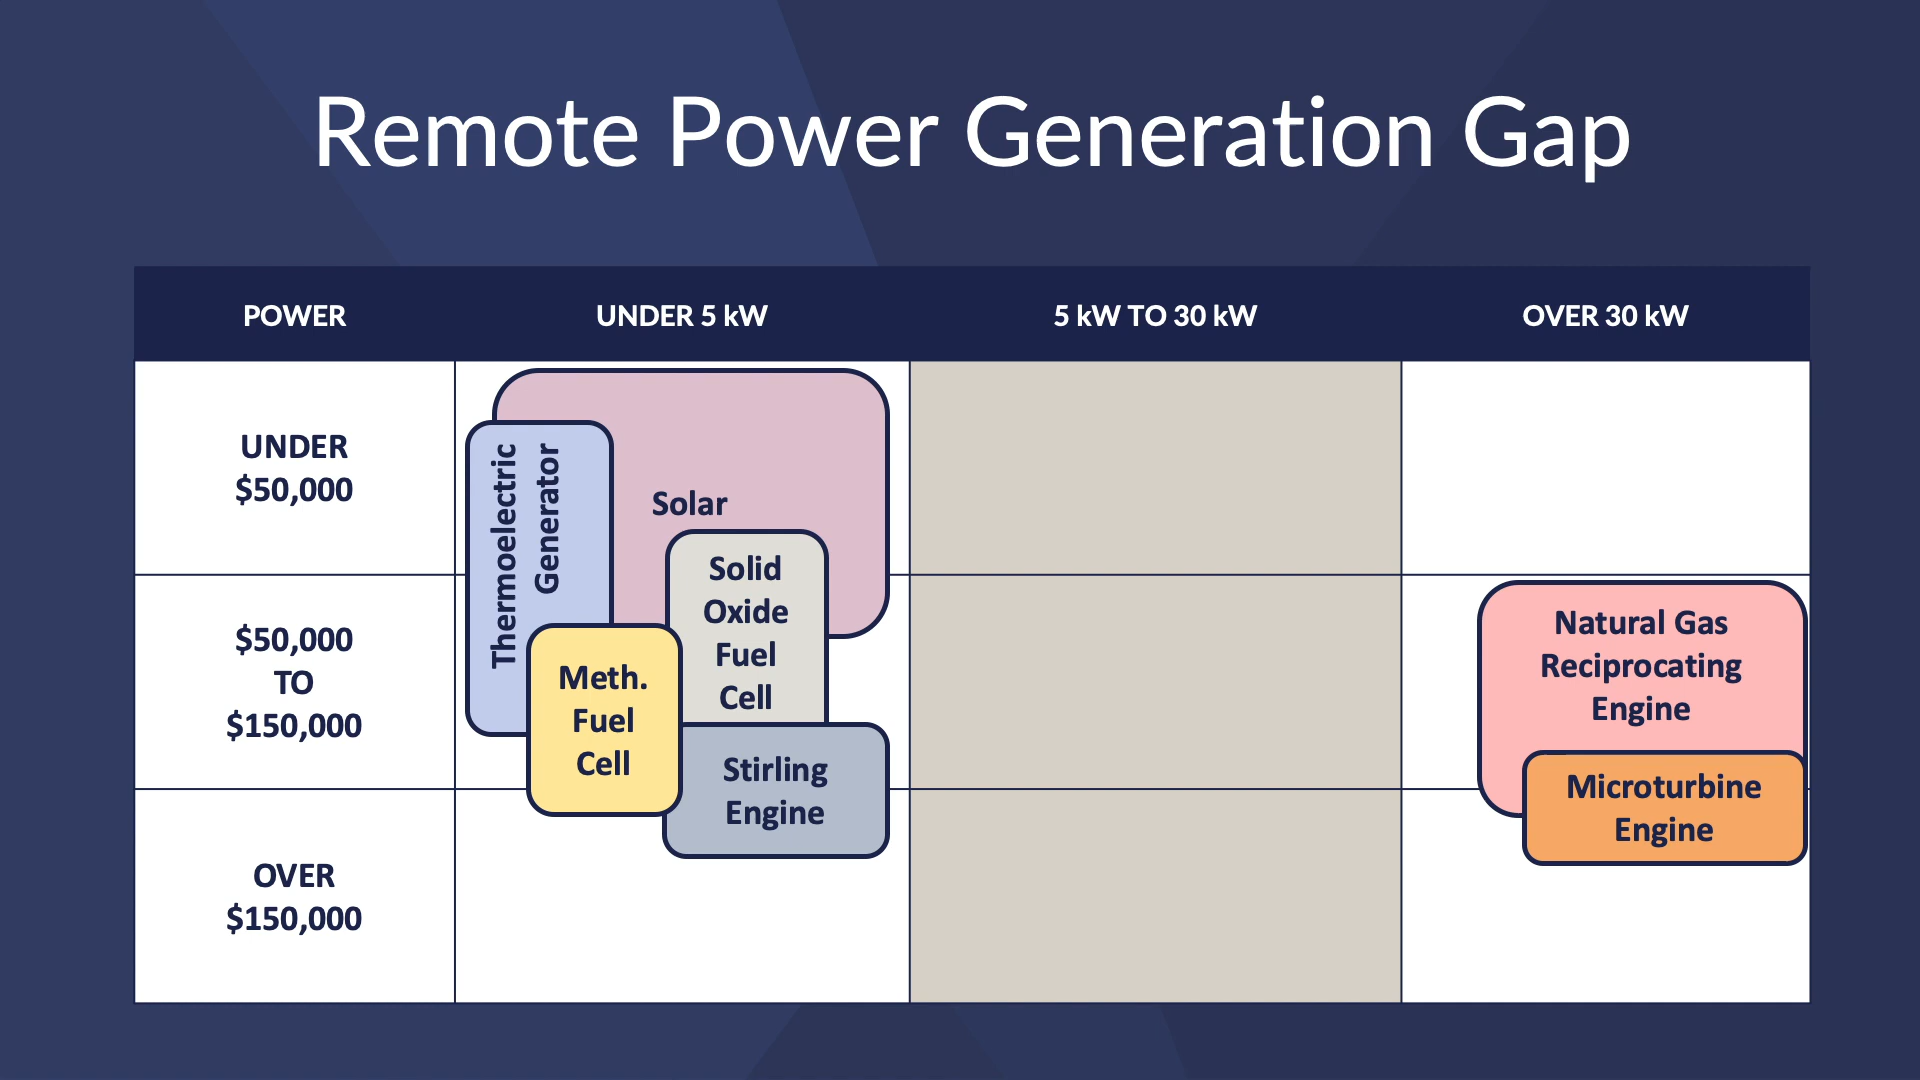 Remote Power Generation Gap
POWER
UNDER 5 kW
5 kW TO 30 kW
OVER 30 kW
UNDER
$50,000
$50,000
TO
$150,000
OVER
$150,000
Thermoelectric
Generator
Solar
Solid
Oxide
Fuel
Cell
Meth.
Fuel
Cell
Stirling
Engine
Natural Gas
Reciprocating
Engine
Microturbine
Engine